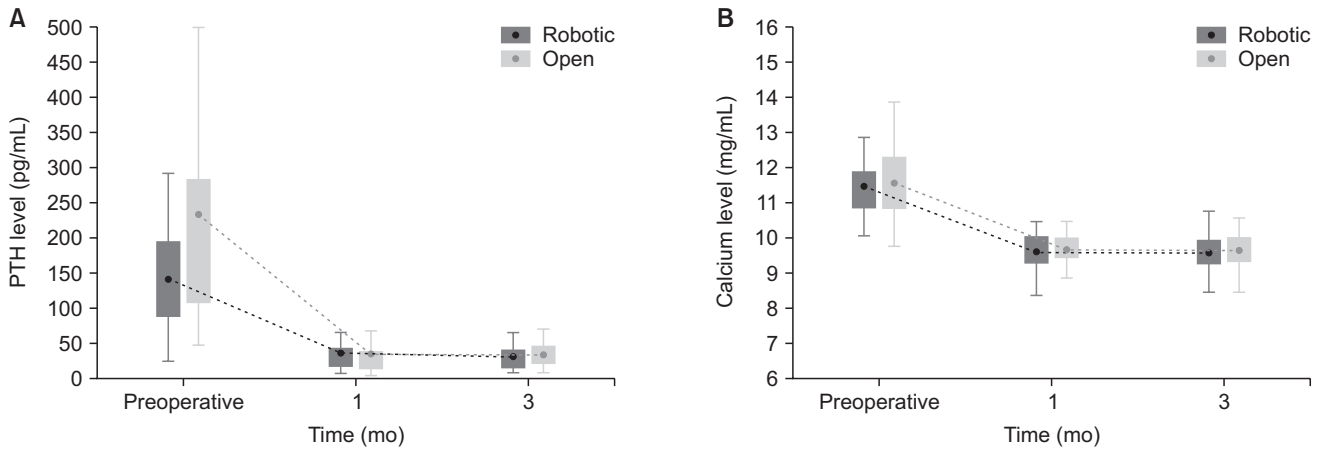 A
500
450
400
350
300
250
200
150
100
50
0
PTH level (pg/mL)
Robotic
Open
Preoperative 1 3
Time (mo)
B
16
15
14
13
12
11
10
9
8
7
6
Calcium level (mg/mL)
Robotic
Open
Preoperative 1 3
Time (mo)